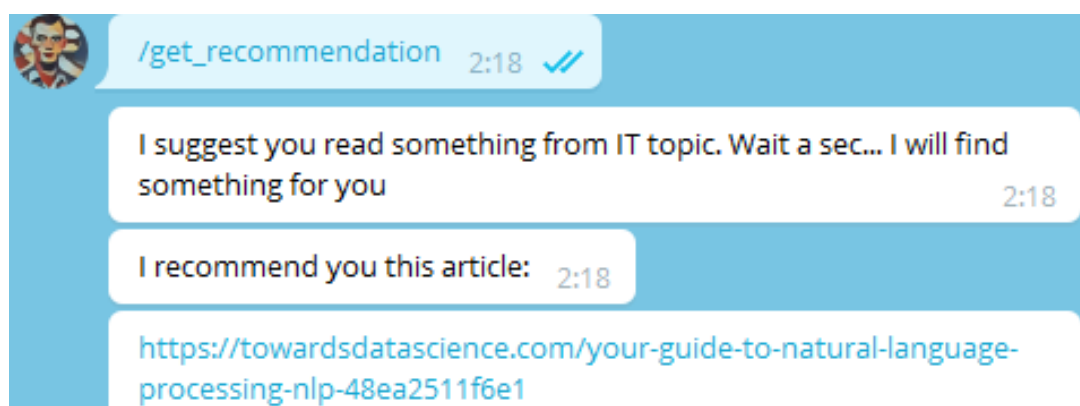 /get_recommendation 2:18
I suggest you read something from IT topic. Wait a sec... I will find
something for you 2:18
I recommend you this article: 2:18
https://towardsdatascience.com/your-guide-to-natural-language-
processing-nlp-48ea2511f6e1